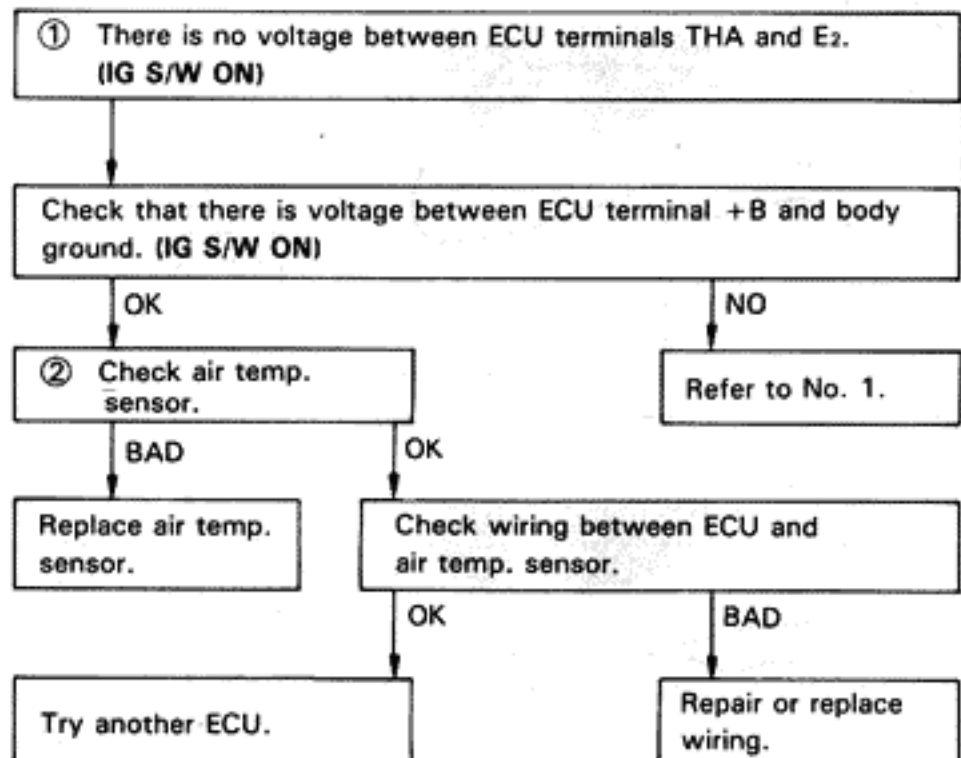 ① There is no voltage between ECU terminals THA and E₂.
(IG S/W ON)
Check that there is voltage between ECU terminal +B and body
ground. (IG S/W ON)
OK
NO
② Check air temp.
sensor.
Refer to No. 1.
BAD
OK
Replace air temp.
sensor.
Check wiring between ECU and
air temp. sensor.
OK
BAD
Try another ECU.
Repair or replace
wiring.